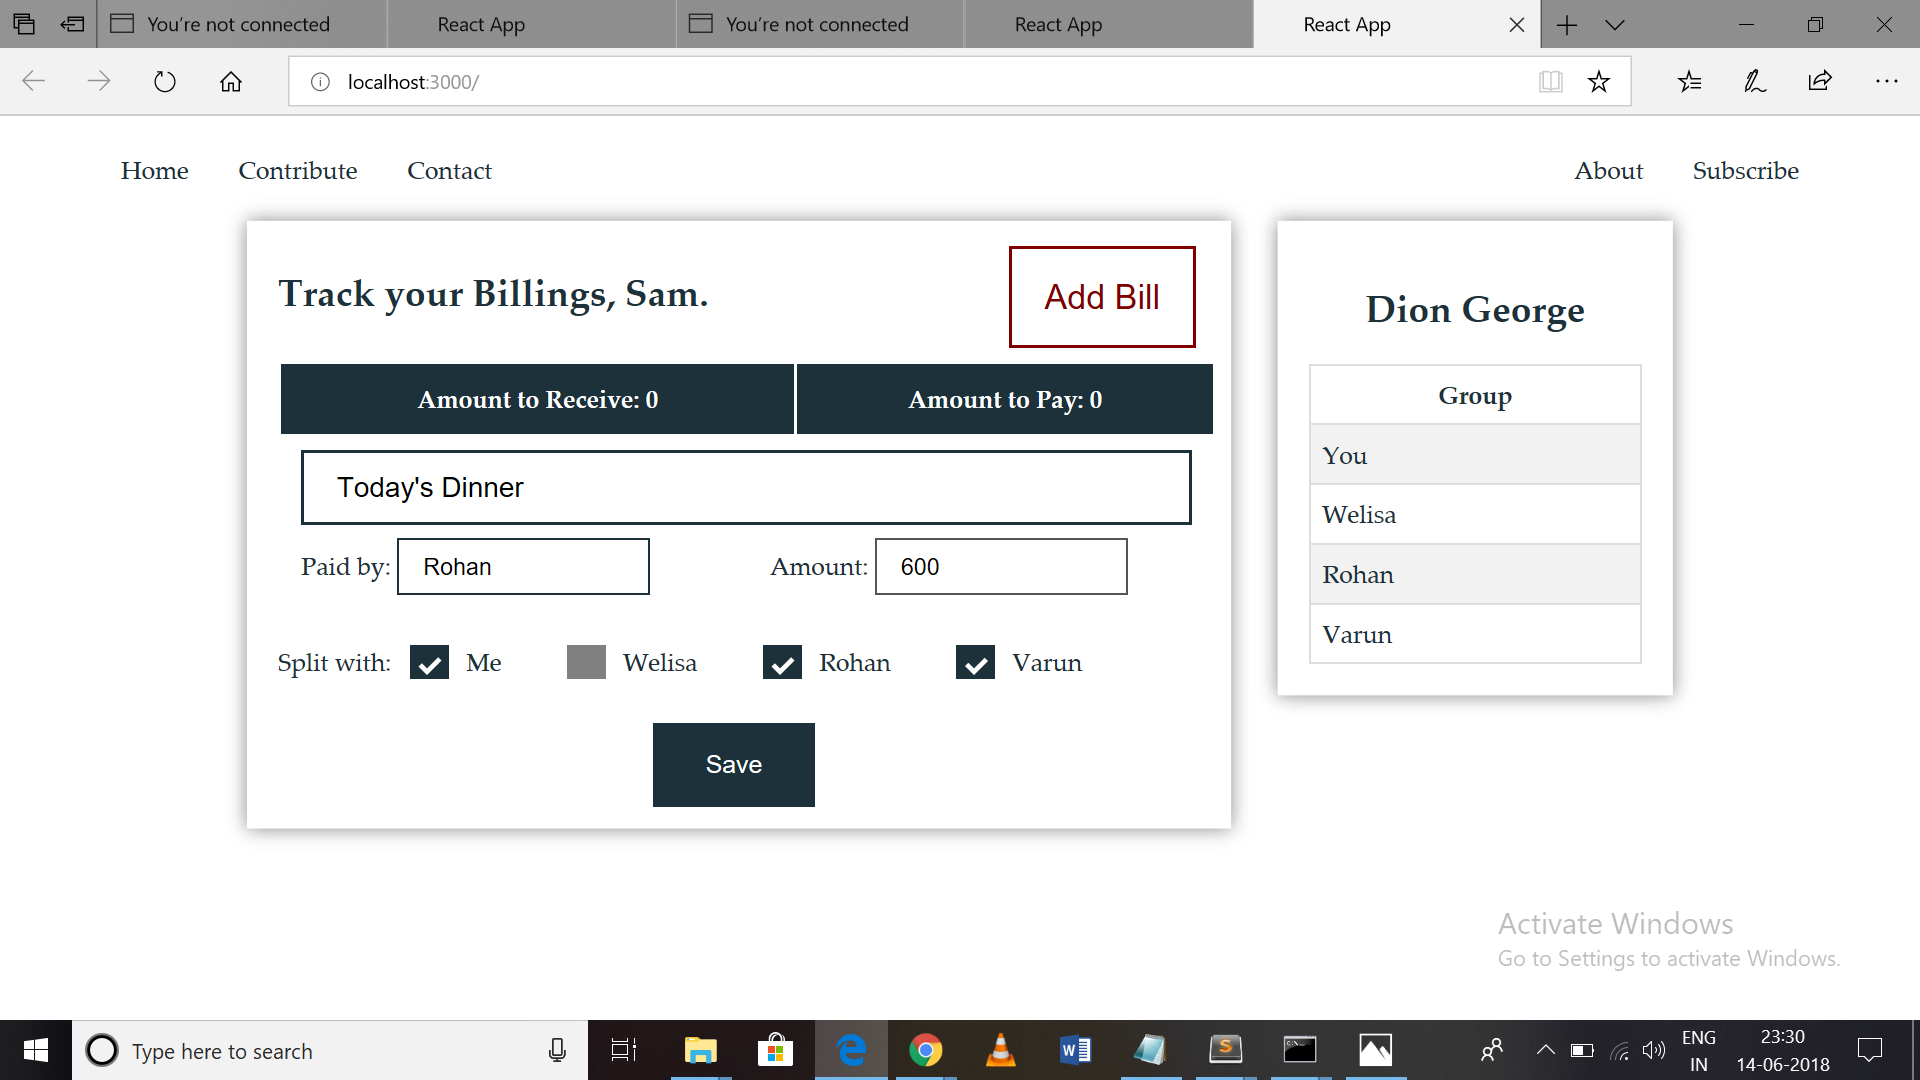 You're not connected
React App
You're not connected
React App
React App
localhost:3000/
Home Contribute Contact About Subscribe
Track your Billings, Sam.
Add Bill
Amount to Receive: 0 Amount to Pay: 0
Today's Dinner
Paid by: Rohan Amount: 600
Split with: Me Welisa Rohan Varun
Save
Dion George
Group
You
Welisa
Rohan
Varun
Activate Windows
Go to Settings to activate Windows.
Type here to search
ENG
IN
23:30
14-06-2018